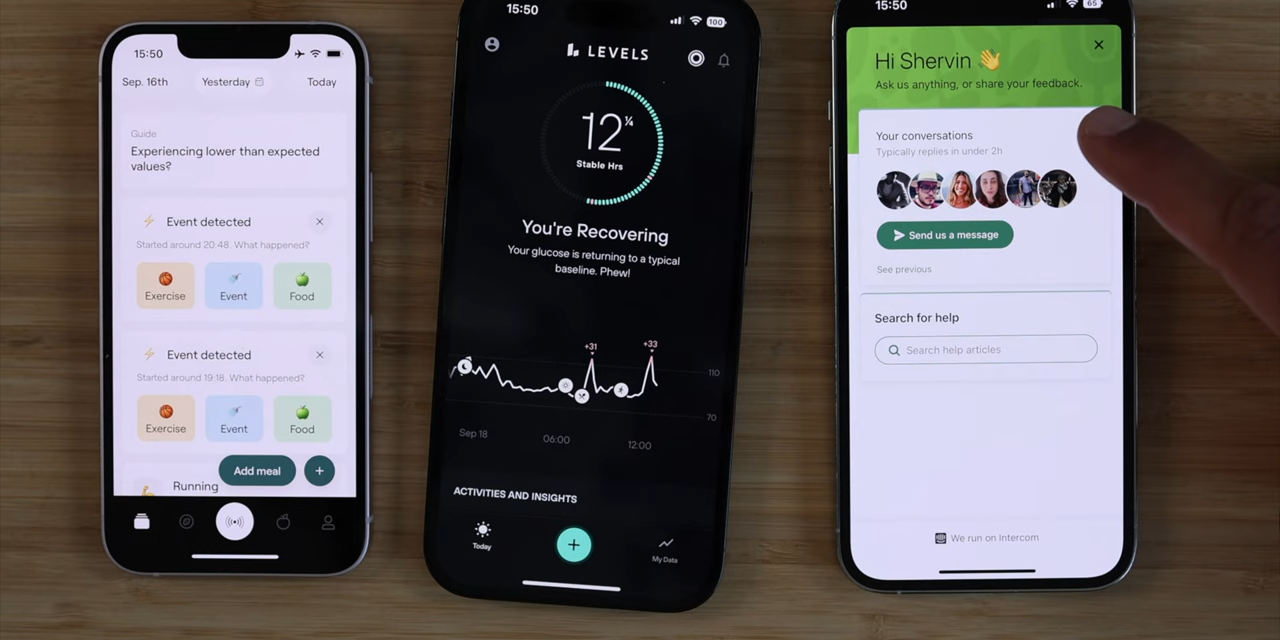 15:50
Sep. 16th Yesterday Today
Guide
Experiencing lower than expected
values?
Event detected
Started around 20:48. What happened?
Exercise Event Food
Event detected
Started around 19:18. What happened?
Exercise Event Food
Add meal +
Running
15:50 100
LEVELS
12¼
Stable Hrs
You're Recovering
Your glucose is returning to a typical
baseline. Phew!
+31 +33
110
70
Sep 18 06:00 12:00
ACTIVITIES AND INSIGHTS
Today + My Data
15:50 65
Hi Shervin
Ask us anything, or share your feedback.
Your conversations
Typically replies in under 2h
Send us a message
See previous
Search for help
Search help articles
We run on Intercom